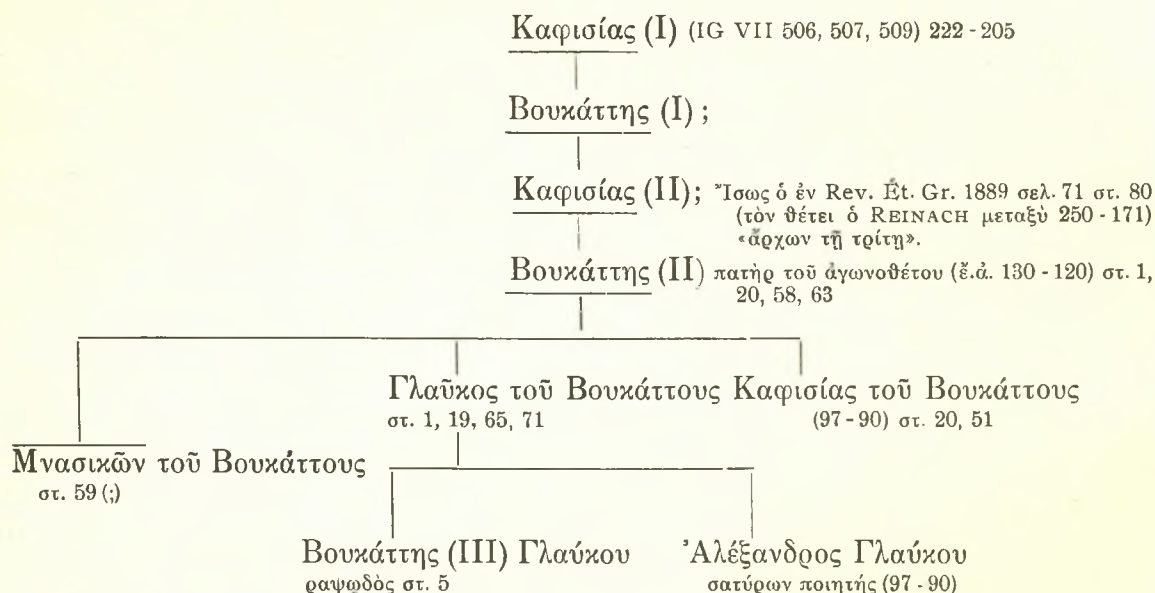 Καφισίας (I) (IG VII 506, 507, 509) 222 - 205
Βουκάττης (I) ;
Καφισίας (II); Ἴσως ὁ ἐν Rev. Ét. Gr. 1889 σελ. 71 στ. 80
(τὸν θέτει ὁ REINACH μεταξὺ 250 - 171)
«ἄρχων τῇ τρίτῃ».
Βουκάττης (II) πατὴρ τοῦ ἀγωνοθέτου (ἔ.ἀ. 130 - 120) στ. 1,
20, 58, 63
Γλαῦκος τοῦ Βουκάττους Καφισίας τοῦ Βουκάττους
στ. 1, 19, 65, 71 (97 - 90) στ. 20, 51
Μνασικῶν τοῦ Βουκάττους
στ. 59 (;)
Βουκάττης (III) Γλαύκου Ἀλέξανδρος Γλαύκου
ραψῳδὸς στ. 5 σατύρων ποιητής (97 - 90)